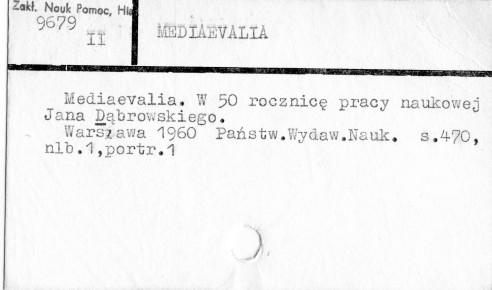 Zakł. Nauk Pomoc, Hi
9679
II
MEDIAEVALIA
Mediaevalia. W 50 rocznicę pracy naukowej
Jana Dąbrowskiego.
Warszawa 1960 Państw.Wydaw.Nauk. s.470,
nlb.1,portr.1